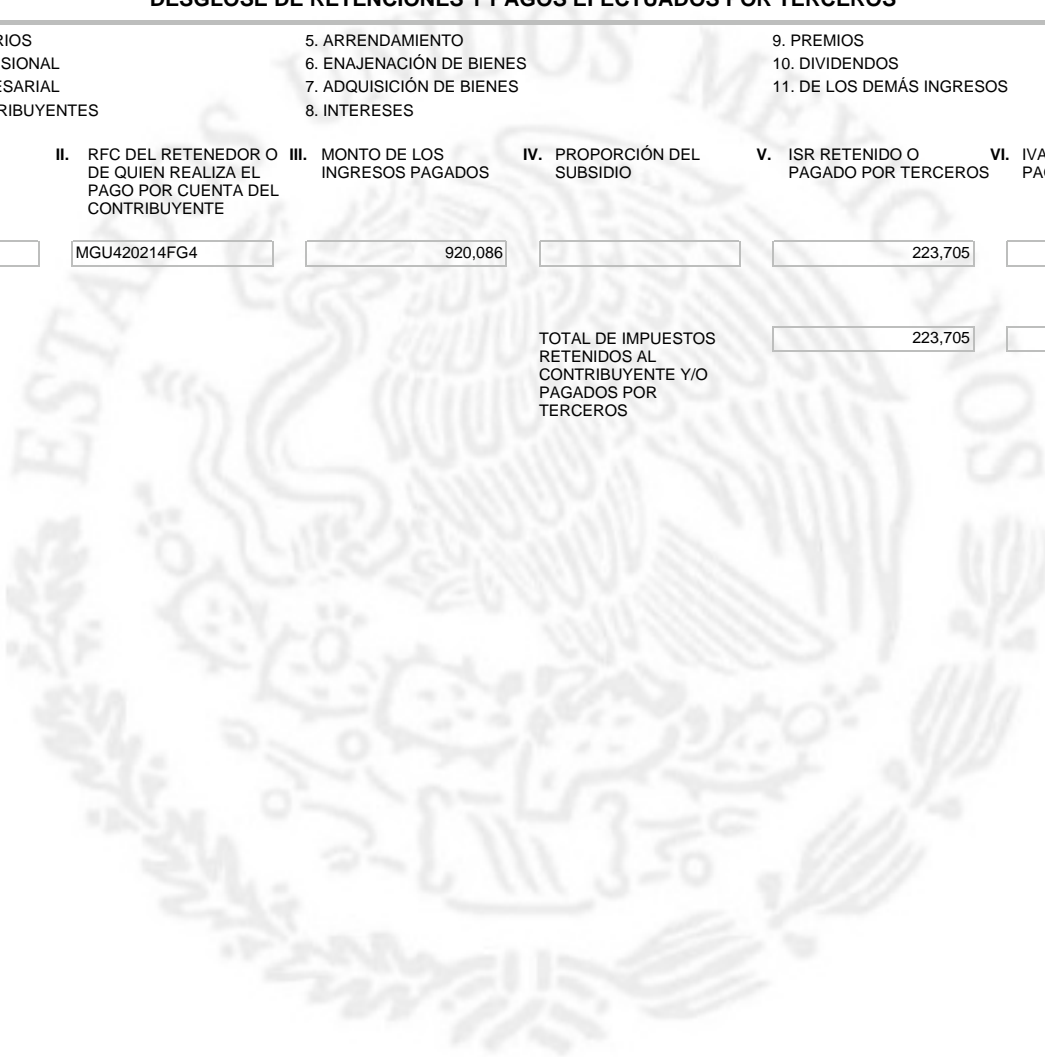 DESGLOSE DE RETENCIONES Y PAGOS EFECTUADOS POR TERCEROS
RIOS
SIONAL
ESARIAL
RIBUYENTES
5. ARRENDAMIENTO
6. ENAJENACIÓN DE BIENES
7. ADQUISICIÓN DE BIENES
8. INTERESES
9. PREMIOS
10. DIVIDENDOS
11. DE LOS DEMÁS INGRESOS
II. RFC DEL RETENEDOR O
DE QUIEN REALIZA EL
PAGO POR CUENTA DEL
CONTRIBUYENTE
III. MONTO DE LOS
INGRESOS PAGADOS
IV. PROPORCIÓN DEL
SUBSIDIO
V. ISR RETENIDO O
PAGADO POR TERCEROS
VI. IVA
PA
MGU420214FG4
920,086
223,705
TOTAL DE IMPUESTOS
RETENIDOS AL
CONTRIBUYENTE Y/O
PAGADOS POR
TERCEROS
223,705
ESTADOS UNIDOS MEXICANOS